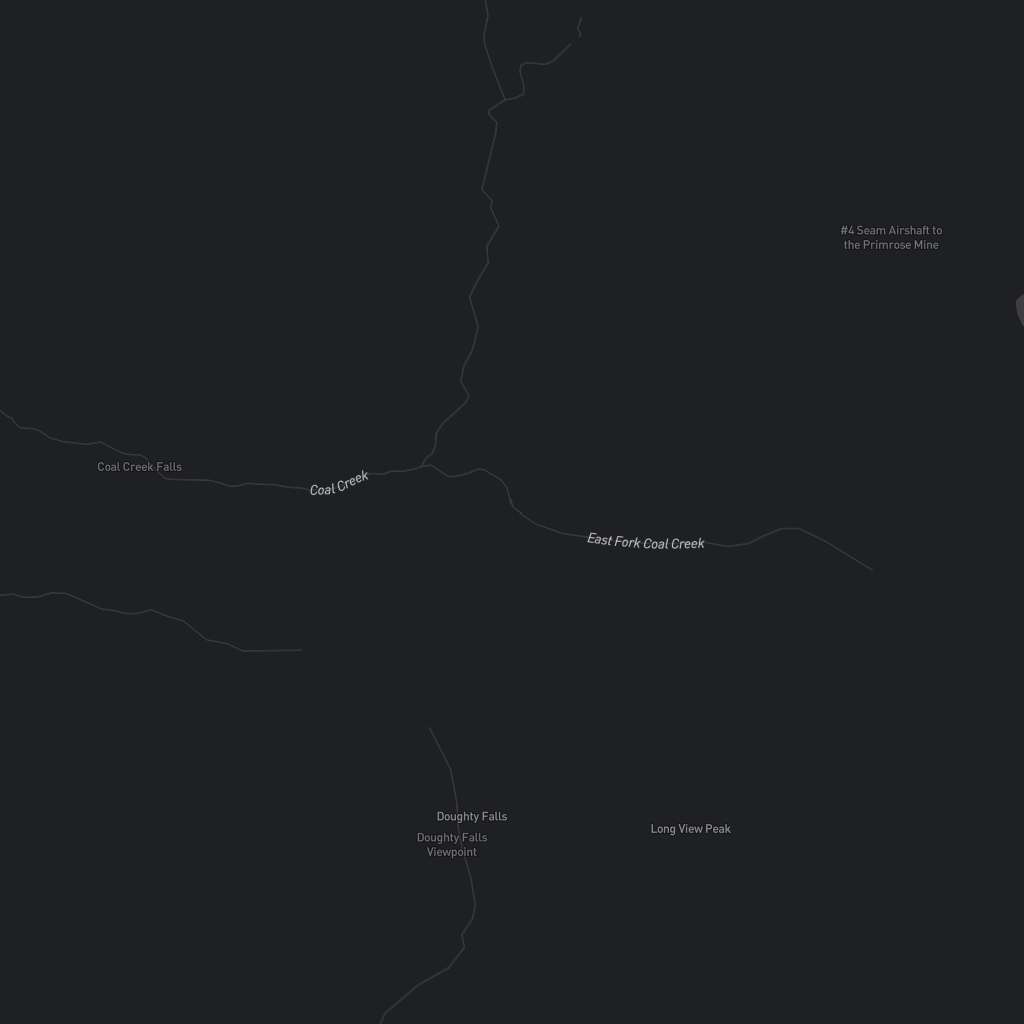 #4 Seam Airshaft to
the Primrose Mine
Coal Creek Falls
Coal Creek
East Fork Coal Creek
Doughty Falls
Doughty Falls
Viewpoint
Long View Peak